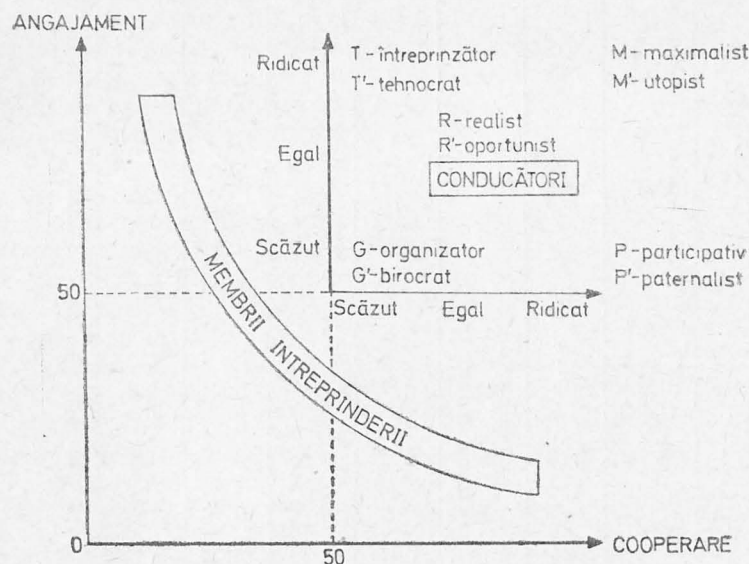 ANGAJAMENT
Ridicat
T-întreprinzător
M-maximalist
T'-tehnocrat
M'-utopist
R-realist
Egal
R'-oportunist
CONDUCĂTORI
Scăzut
G-organizator
P-participativ
G'-birocrat
P'-paternalist
50
Scăzut Egal Ridicat
MEMBRII INTREPRINDERII
0
50
COOPERARE